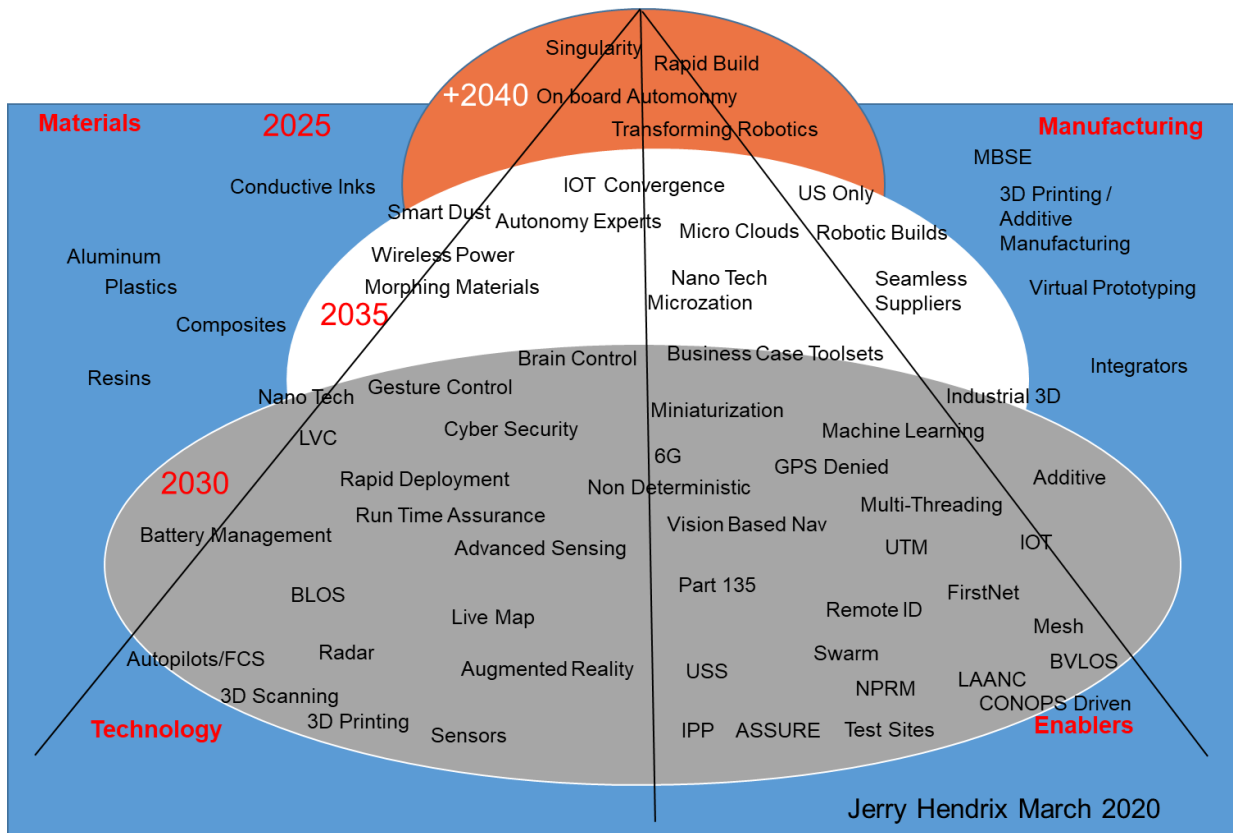 Singularity
Rapid Build
+2040
On board Automonmy
Transforming Robotics
Materials
2025
Manufacturing
MBSE
Conductive Inks
IOT Convergence
US Only
3D Printing /
Additive
Manufacturing
Smart Dust
Autonomy Experts
Micro Clouds
Robotic Builds
Aluminum
Wireless Power
Plastics
Morphing Materials
Nano Tech
Microzation
Seamless
Suppliers
Virtual Prototyping
2035
Composites
Brain Control
Business Case Toolsets
Integrators
Resins
Nano Tech
Gesture Control
Industrial 3D
Miniaturization
LVC
Cyber Security
Machine Learning
6G
GPS Denied
2030
Rapid Deployment
Non Deterministic
Additive
Multi-Threading
Run Time Assurance
Vision Based Nav
Battery Management
Advanced Sensing
UTM
IOT
Part 135
BLOS
FirstNet
Live Map
Remote ID
Mesh
Autopilots/FCS
Radar
Augmented Reality
USS
Swarm
BVLOS
3D Scanning
NPRM
LAANC
CONOPS Driven
Technology
3D Printing
Sensors
IPP
ASSURE
Test Sites
Enablers
Jerry Hendrix March 2020